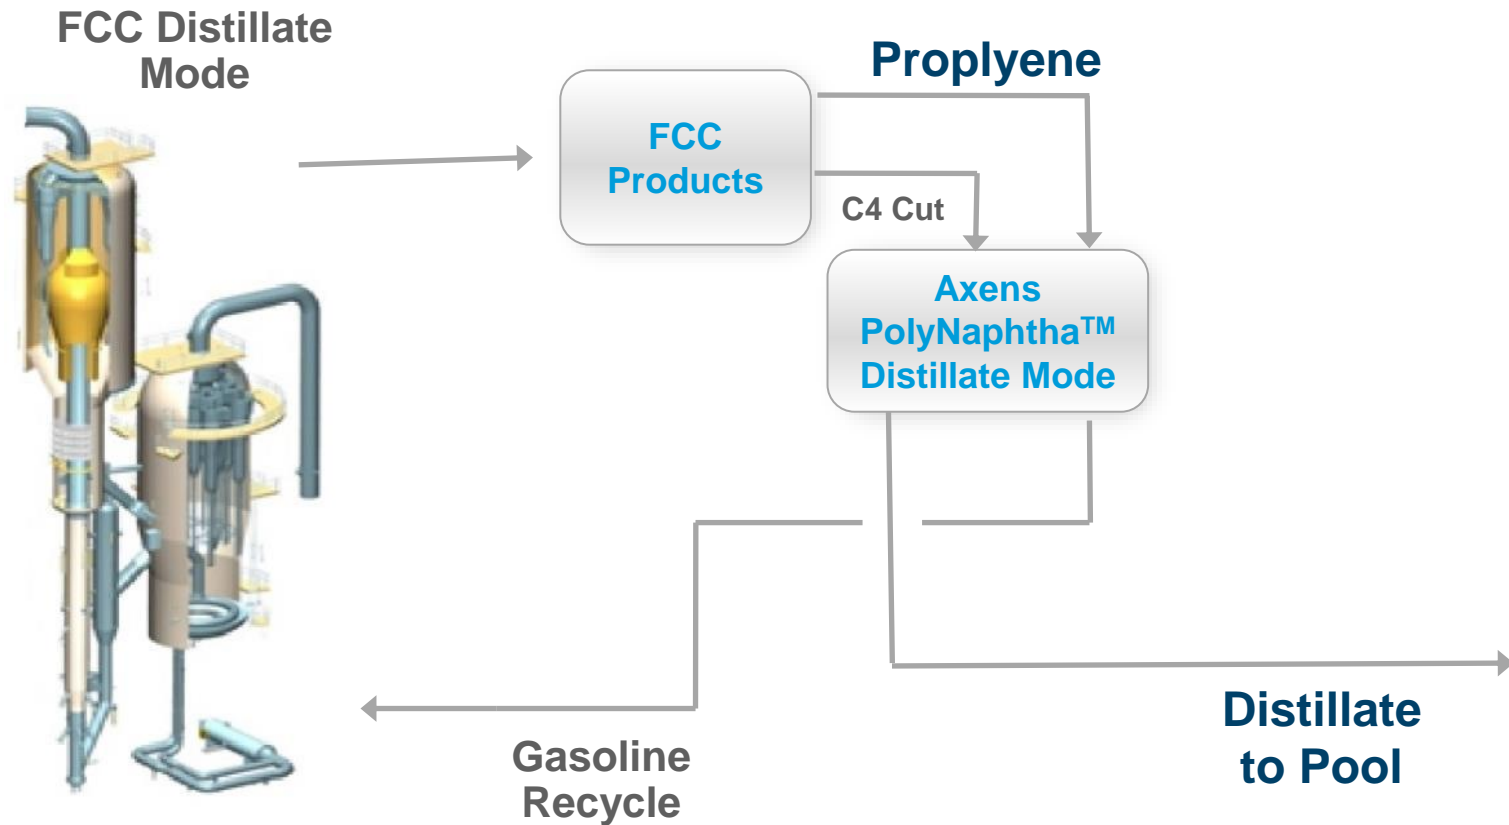 FCC Distillate
Mode
Proplyene
FCC
Products
C4 Cut
Axens
PolyNaphtha™
Distillate Mode
Gasoline
Recycle
Distillate
to Pool